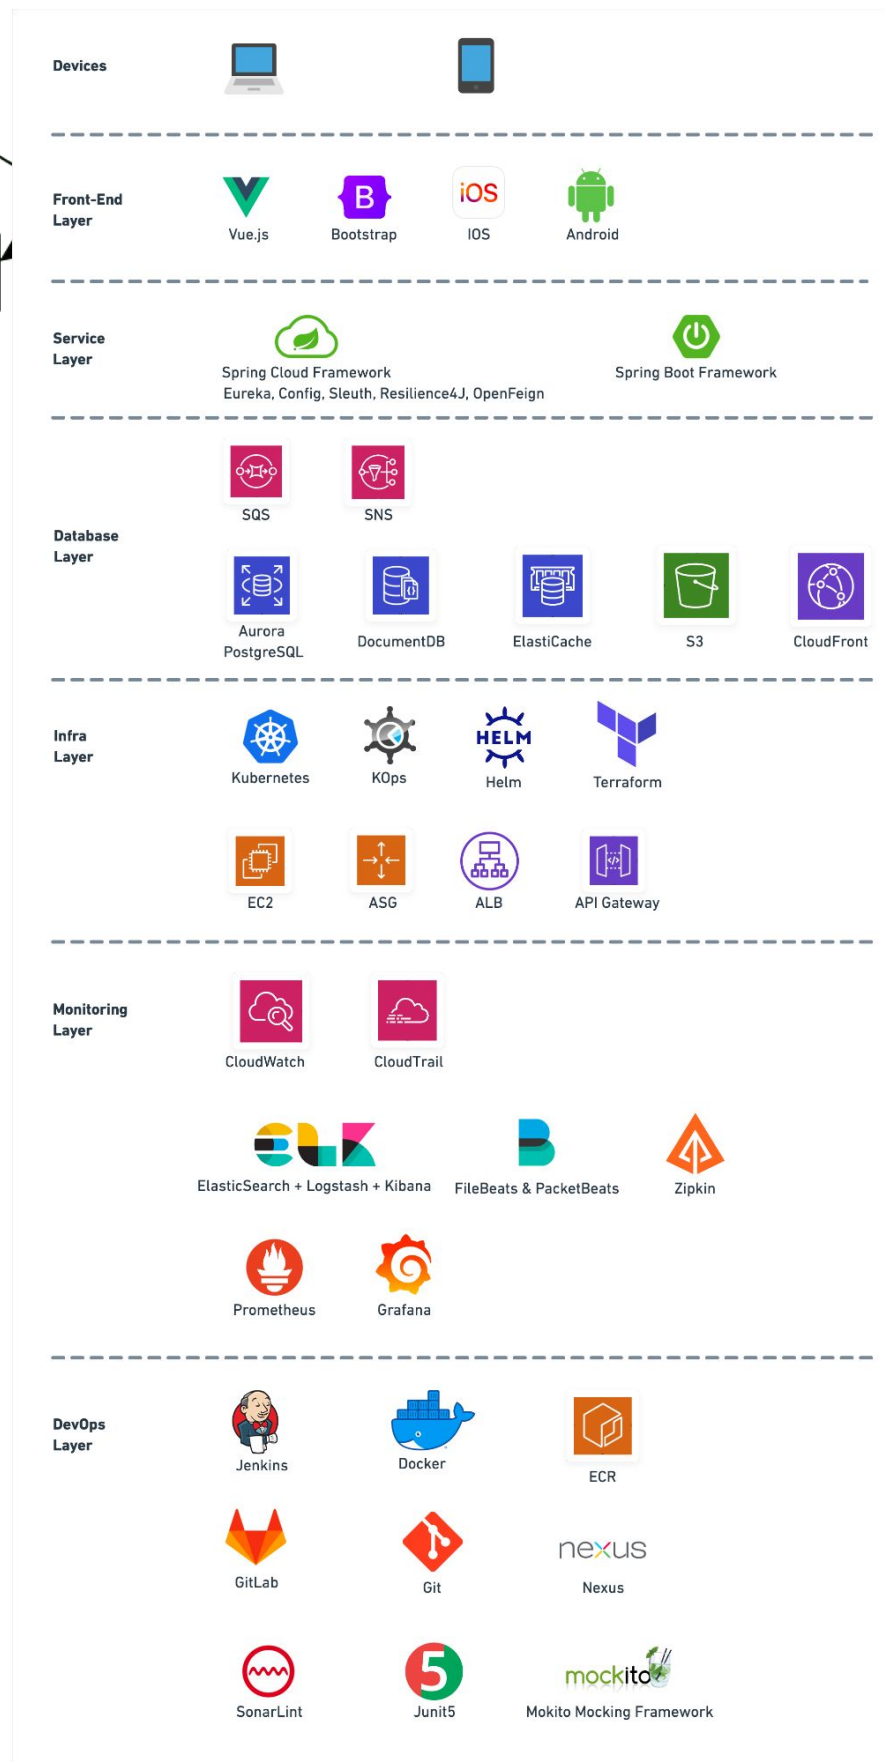 Devices
Front-End
Layer
iOS
B
Vue.js
Bootstrap
IOS
Android
Service
Layer
Spring Cloud Framework
Eureka, Config, Sleuth, Resilience4J, OpenFeign
Spring Boot Framework
SQS
SNS
Database
Layer
Aurora
PostgreSQL
DocumentDB
ElastiCache
S3
CloudFront
Infra
Layer
HELM
Kubernetes
KOps
Helm
Terraform
EC2
ASG
ALB
API Gateway
Monitoring
Layer
CloudWatch
CloudTrail
ELK
B
ElasticSearch + Logstash + Kibana
FileBeats & PacketBeats
Zipkin
Prometheus
Grafana
DevOps
Layer
Jenkins
Docker
ECR
nexus
GitLab
Git
Nexus
5
mockito
SonarLint
Junit5
Mokito Mocking Framework